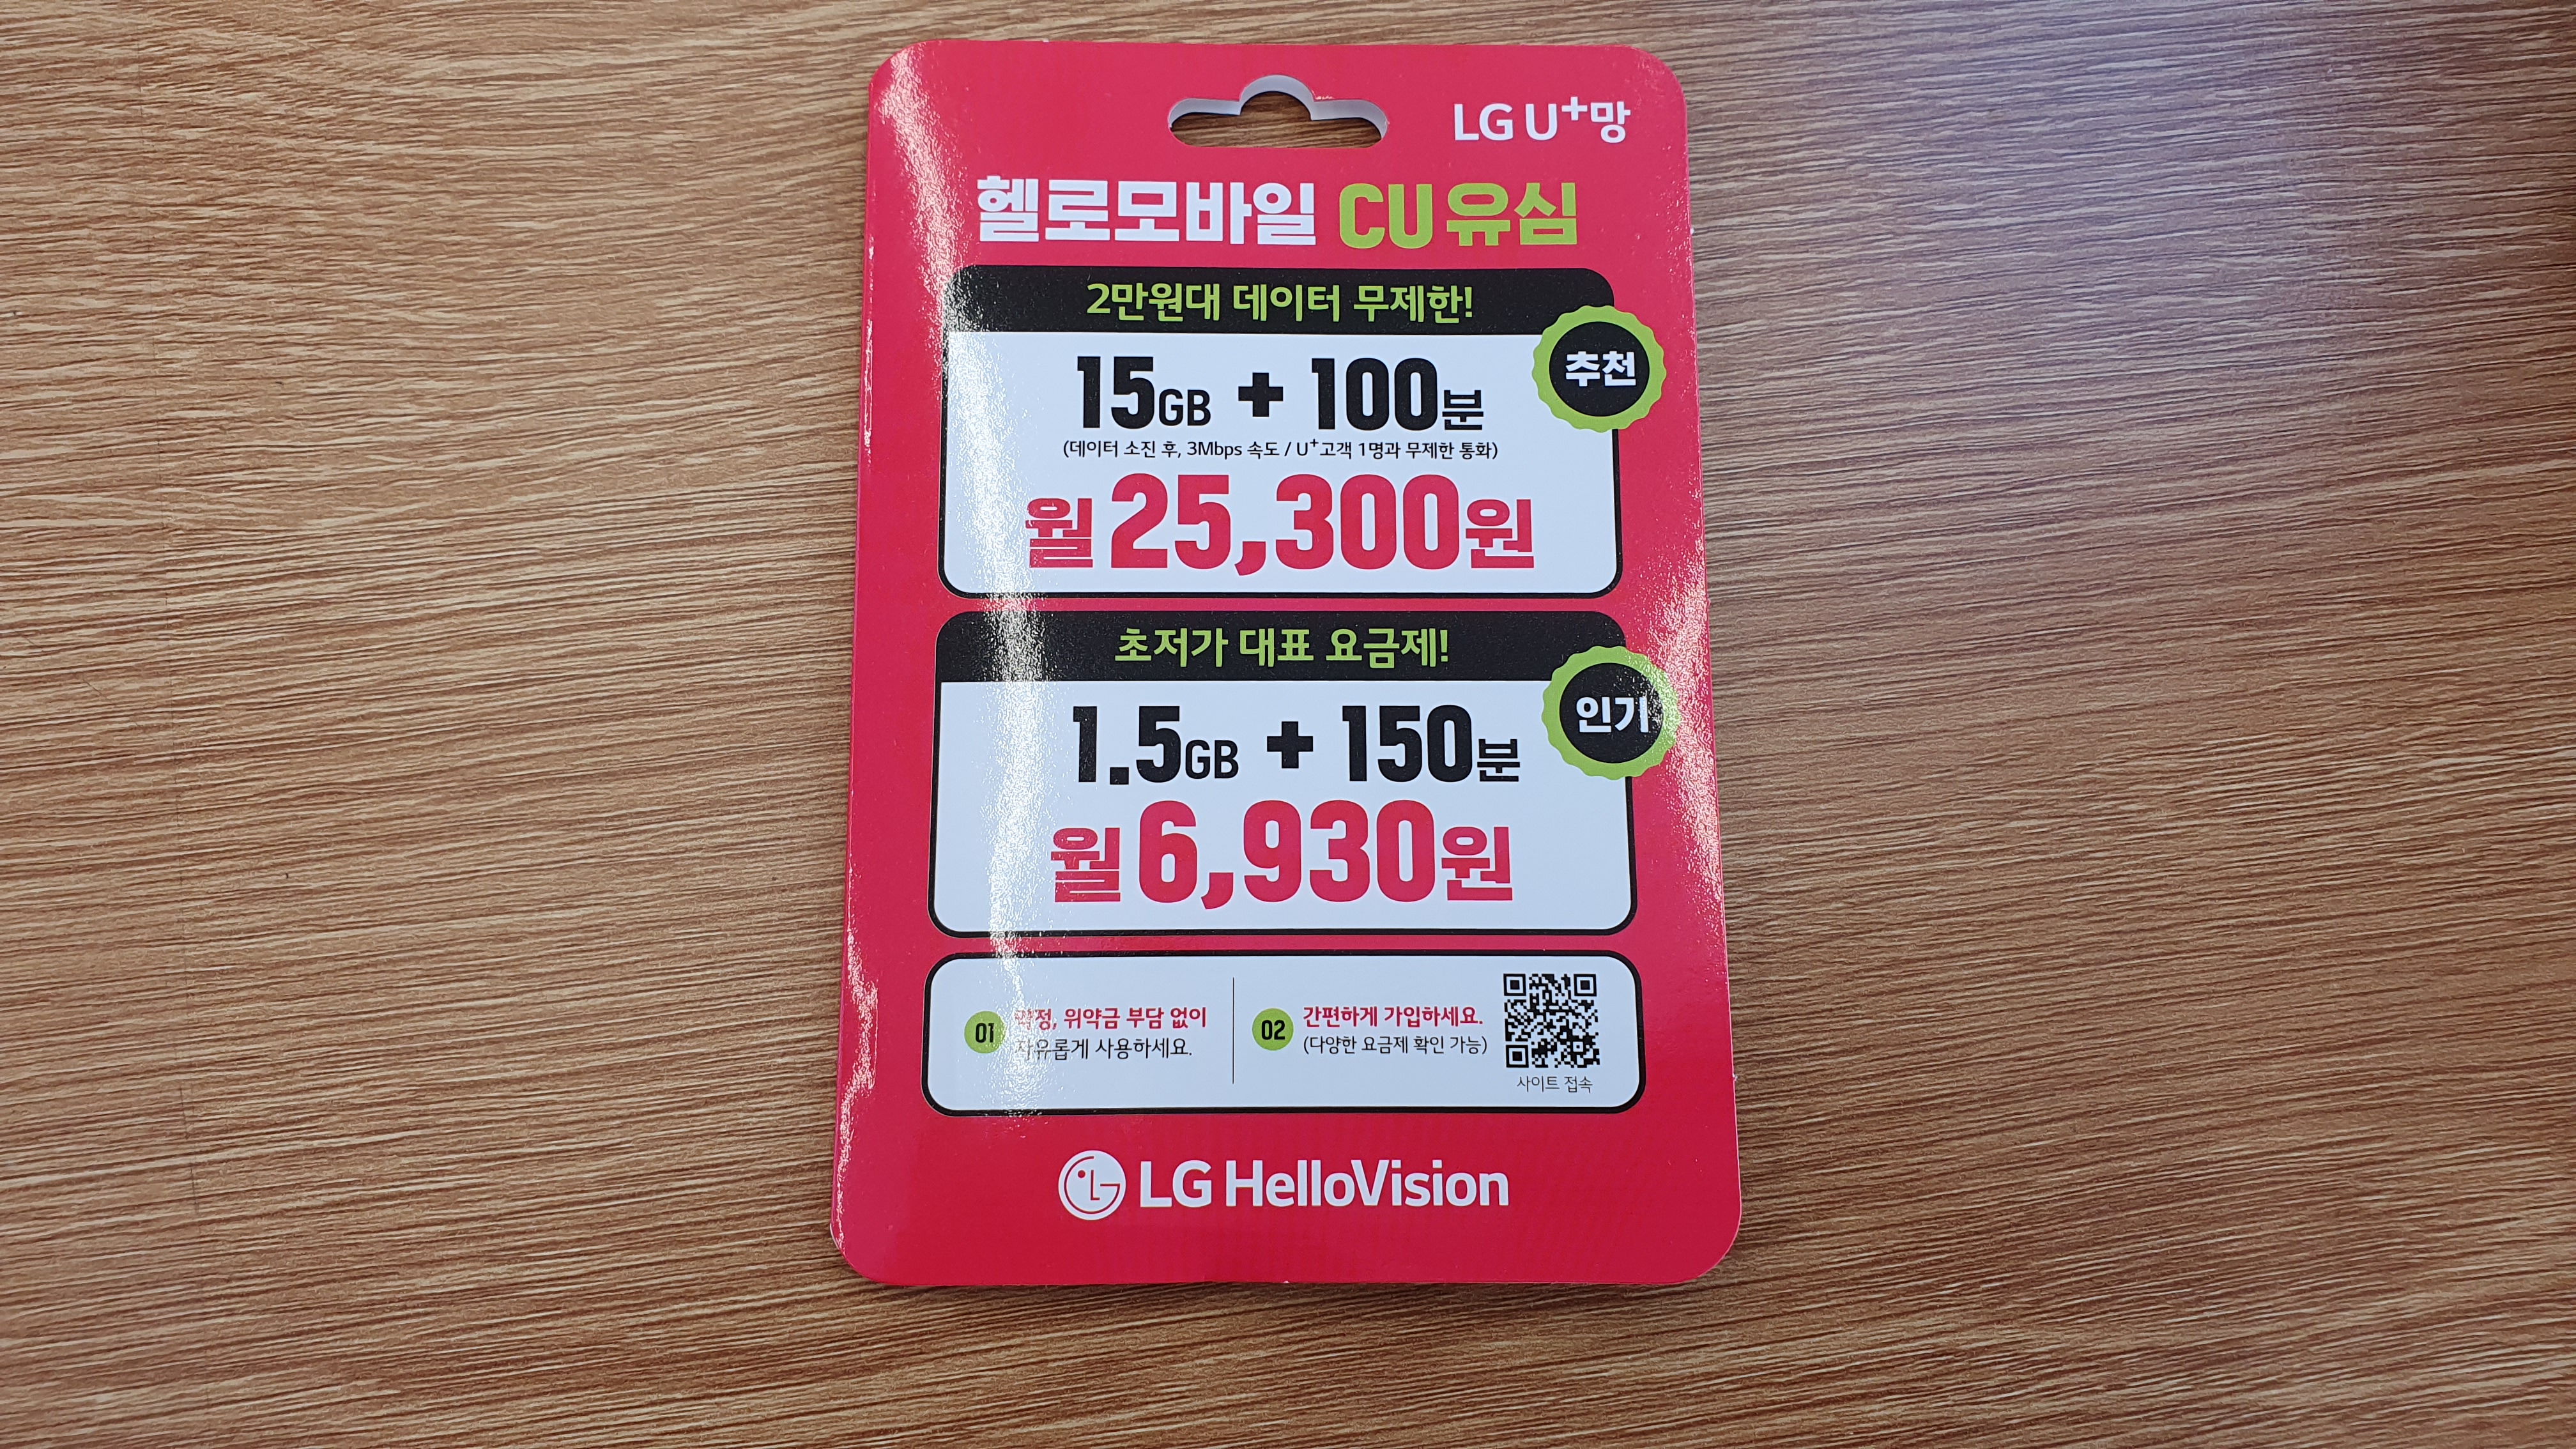 LG U+망
헬로모바일 CU유심
2만원대 데이터 무제한!
추천
15GB + 100분
(데이터 소진 후, 3Mbps 속도 / U+고객 1명과 무제한 통화)
월 25,300원
초저가 대표 요금제!
인기
1.5GB + 150분
월 6,930원
01 약정, 위약금 부담 없이
자유롭게 사용하세요.
02 간편하게 가입하세요.
(다양한 요금제 확인 가능)
사이트 접속
LG HelloVision